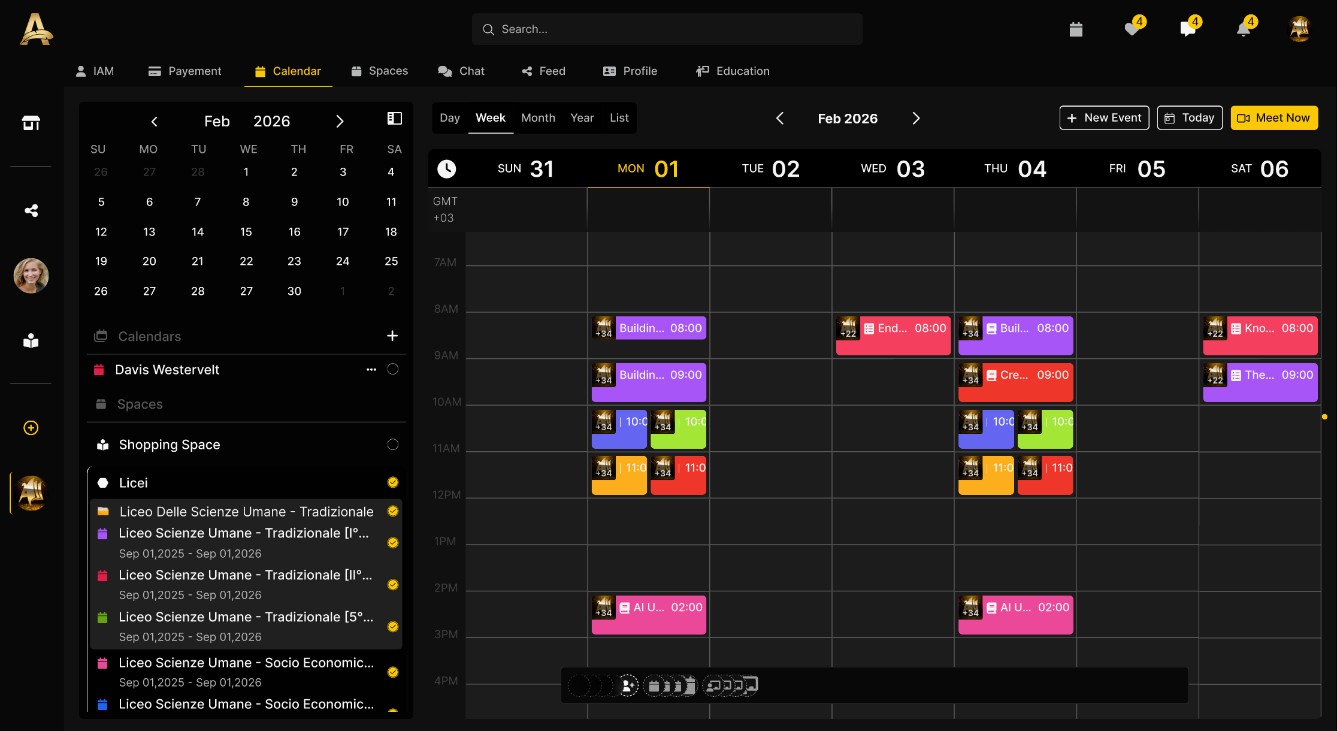 Search...
4
4
4
IAM
Payement
Calendar
Spaces
Chat
Feed
Profile
Education
Feb 2026
SU MO TU WE TH FR SA
26 27 28 1 2 3 4
5 6 7 8 9 10 11
12 13 14 15 16 17 18
19 20 21 22 23 24 25
26 27 28 27 30 1 2
Calendars
Davis Westervelt
Spaces
Shopping Space
Licei
Liceo Delle Scienze Umane - Tradizionale
Liceo Scienze Umane - Tradizionale [I°...
Sep 01,2025 - Sep 01,2026
Liceo Scienze Umane - Tradizionale [II°...
Sep 01,2025 - Sep 01,2026
Liceo Scienze Umane - Tradizionale [5°...
Sep 01,2025 - Sep 01,2026
Liceo Scienze Umane - Socio Economic...
Sep 01,2025 - Sep 01,2026
Liceo Scienze Umane - Socio Economic...
Day Week Month Year List
Feb 2026
New Event
Today
Meet Now
SUN 31 MON 01 TUE 02 WED 03 THU 04 FRI 05 SAT 06
GMT
+03
7AM
8AM
+34 Buildin... 08:00
+22 End... 08:00
+34 Buil... 08:00
+22 Kno... 08:00
9AM
+34 Buildin... 09:00
+34 Cre... 09:00
+22 The... 09:00
10AM
+34 10:0
+34 10:0
+34 10:0
+34 10:0
11AM
+34 11:0
+34 11:0
+34 11:0
+34 11:0
12PM
1PM
2PM
+34 AI U... 02:00
+34 AI U... 02:00
3PM
4PM